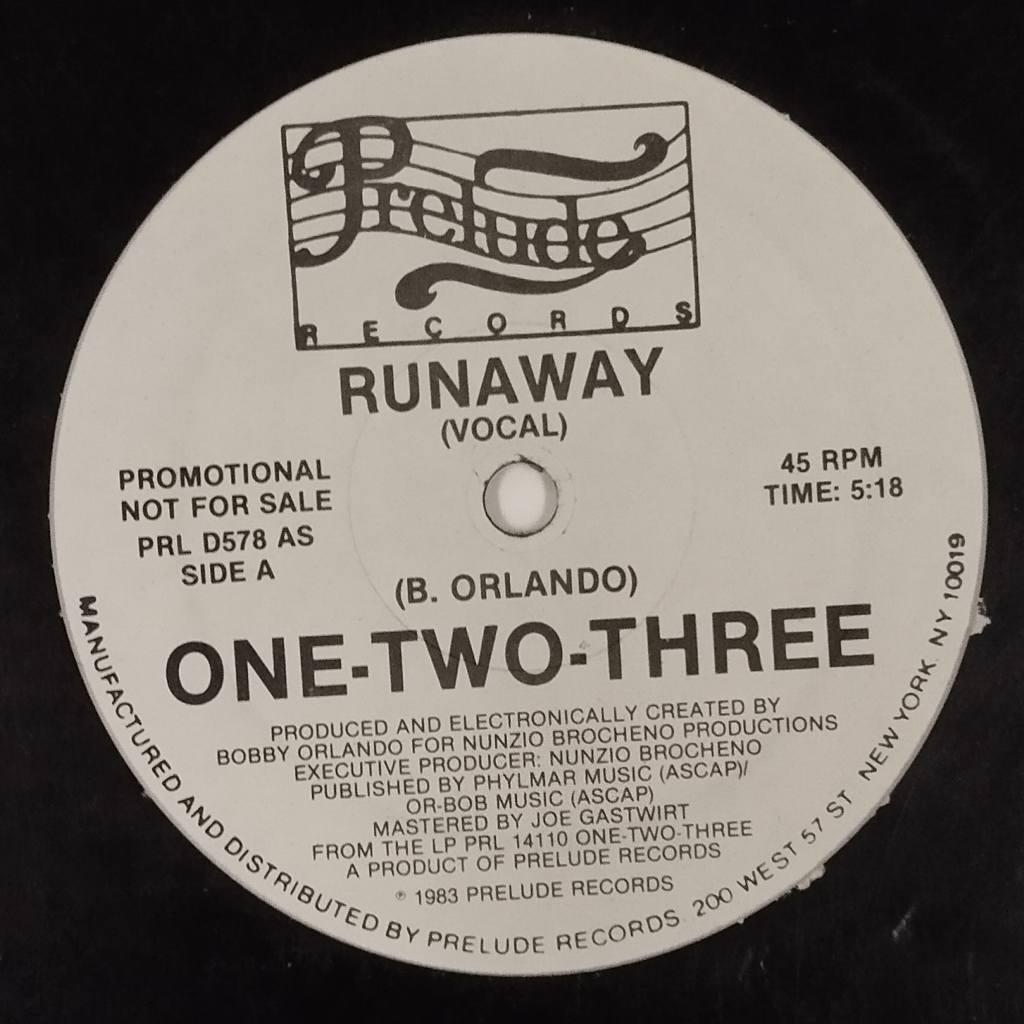 Prelude
RECORDS
RUNAWAY
(VOCAL)
PROMOTIONAL
NOT FOR SALE
PRL D578 AS
SIDE A
45 RPM
TIME: 5:18
(B. ORLANDO)
ONE-TWO-THREE
PRODUCED AND ELECTRONICALLY CREATED BY
BOBBY ORLANDO FOR NUNZIO BROCHENO PRODUCTIONS
EXECUTIVE PRODUCER: NUNZIO BROCHENO
PUBLISHED BY PHYLMAR MUSIC (ASCAP)/
OR-BOB MUSIC (ASCAP)
MASTERED BY JOE GASTWIRT
FROM THE LP PRL 14110 ONE-TWO-THREE
A PRODUCT OF PRELUDE RECORDS
℗ 1983 PRELUDE RECORDS
MANUFACTURED AND DISTRIBUTED BY PRELUDE RECORDS. 200 WEST 57 ST. NEW YORK. NY 10019